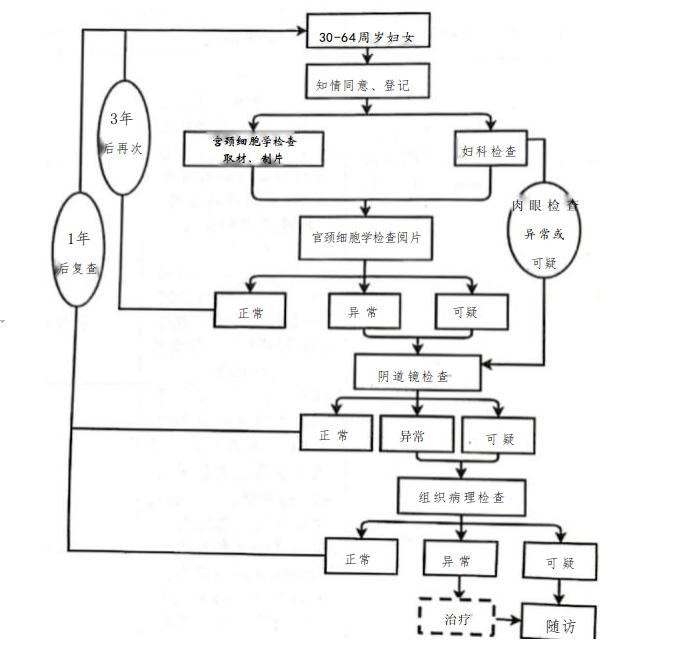 30-64周岁妇女
知情同意、登记
3年
后再次
宫颈细胞学检查
取材、制片
妇科检查
肉眼检查
异常或
可疑
1年
后复查
官颈细胞学检查阅片
正常
异常
可疑
阴道镜检查
正常
异常
可疑
组织病理检查
正常
异常
可疑
治疗
随访